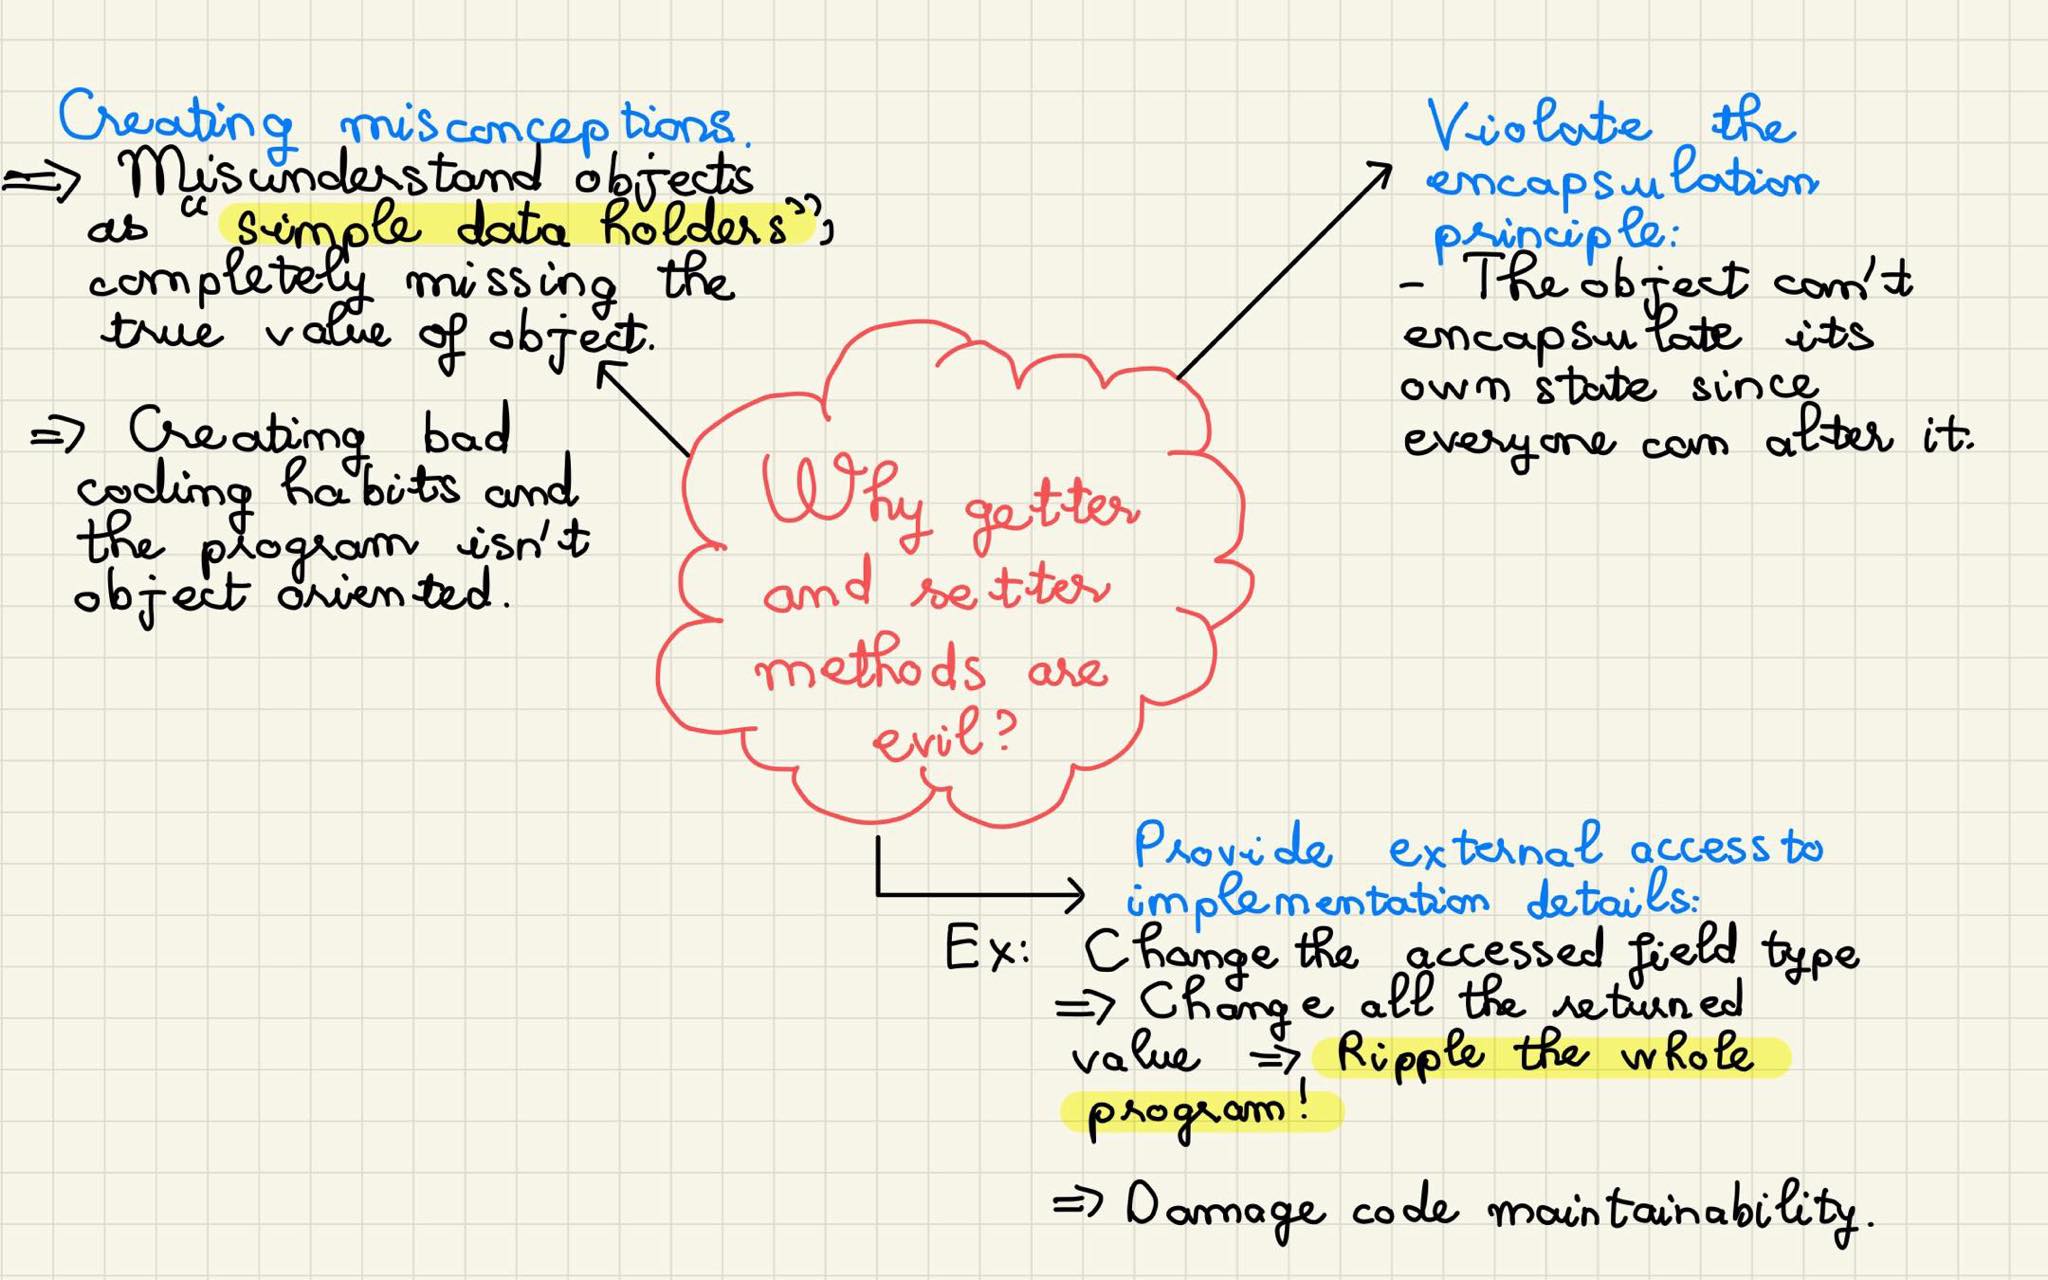 Creating misconceptions.
=> Misunderstand objects
as "simple data holders",
completely missing the
true value of object.
=> Creating bad
coding habits and
the program isn't
object oriented.
Why getter
and setter
methods are
evil?
Violate the
encapsulation
principle:
- The object can't
encapsulate its
own state since
everyone can alter it.
Provide external access to
implementation details:
Ex: Change the accessed field type
=> Change all the returned
value => Ripple the whole
program!
=> Damage code maintainability.